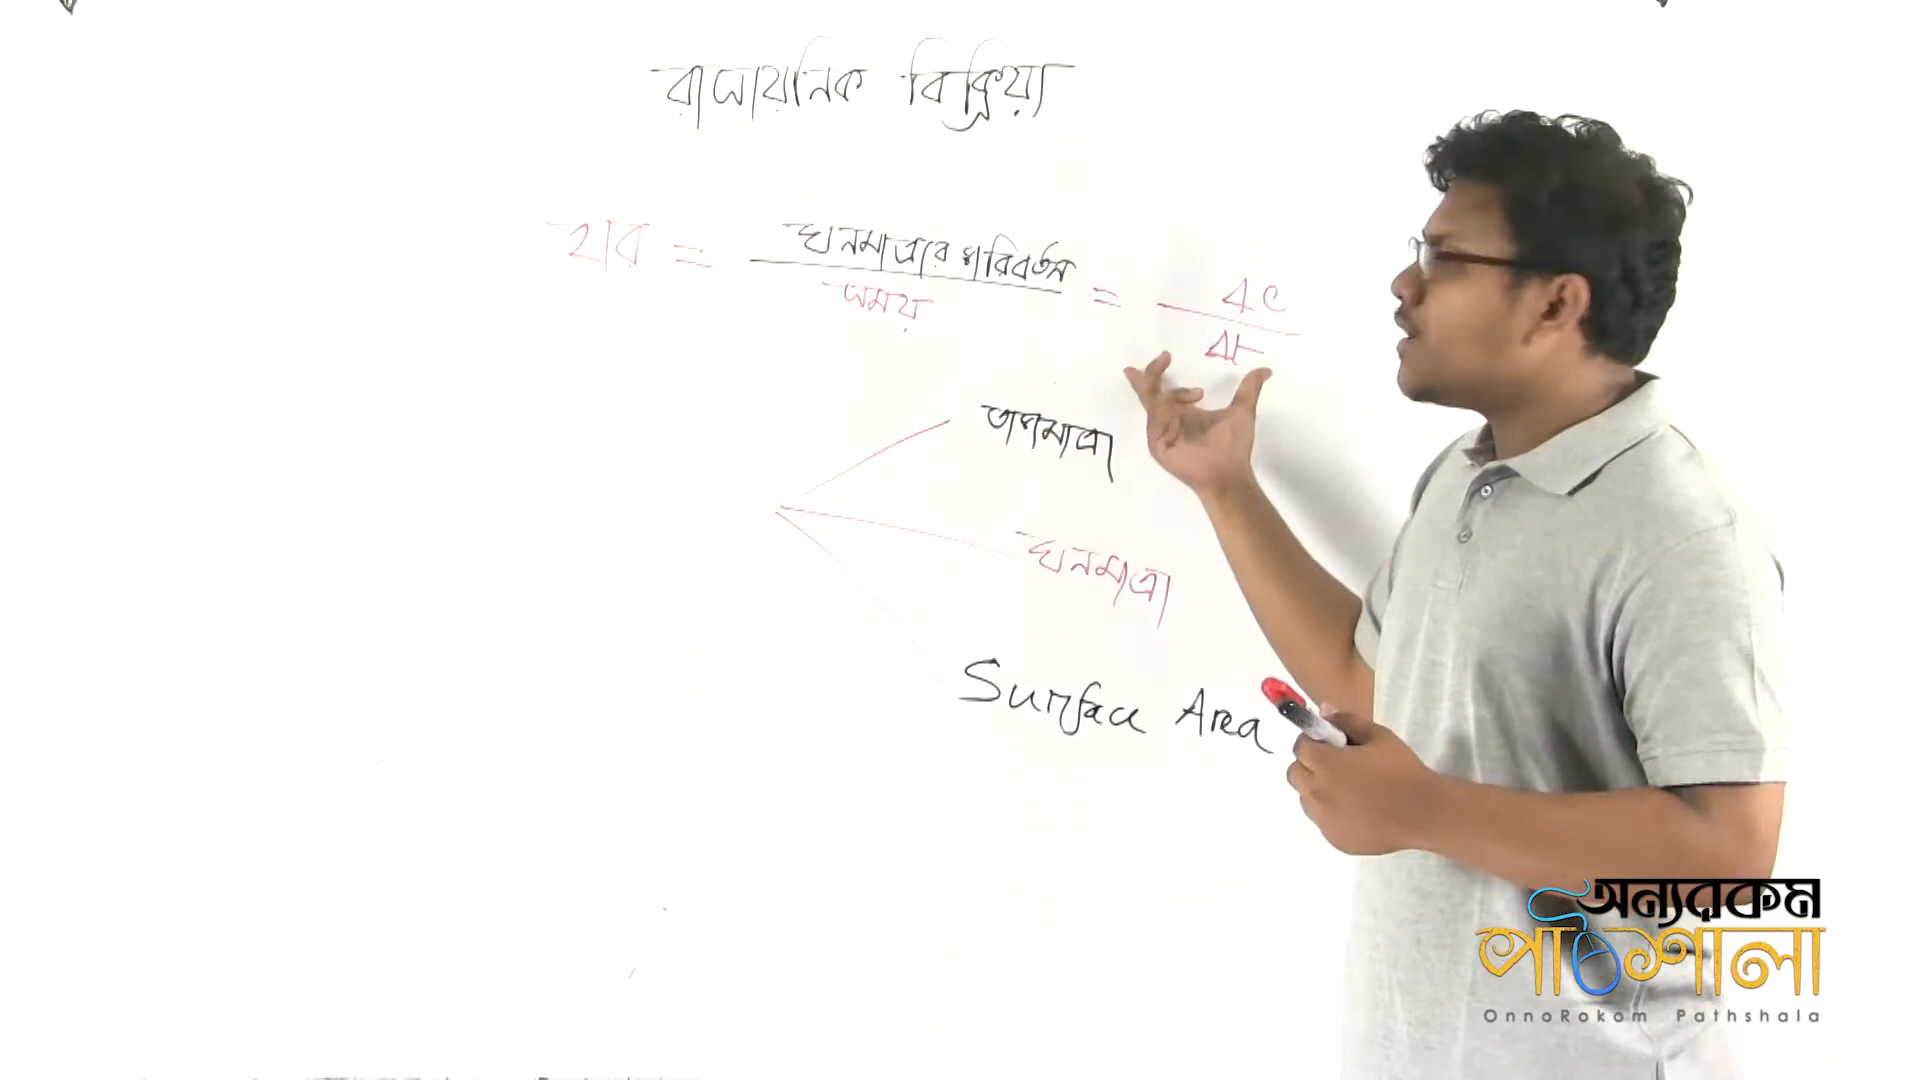 রাসায়নিক বিক্রিয়া
হার = ঘনমাত্রার পরিবর্তন / সময় = ΔC / Δt
তাপমাত্রা
ঘনমাত্রা
Surface Area
অন্যরকম
পাঠশালা
OnnoRokom Pathshala